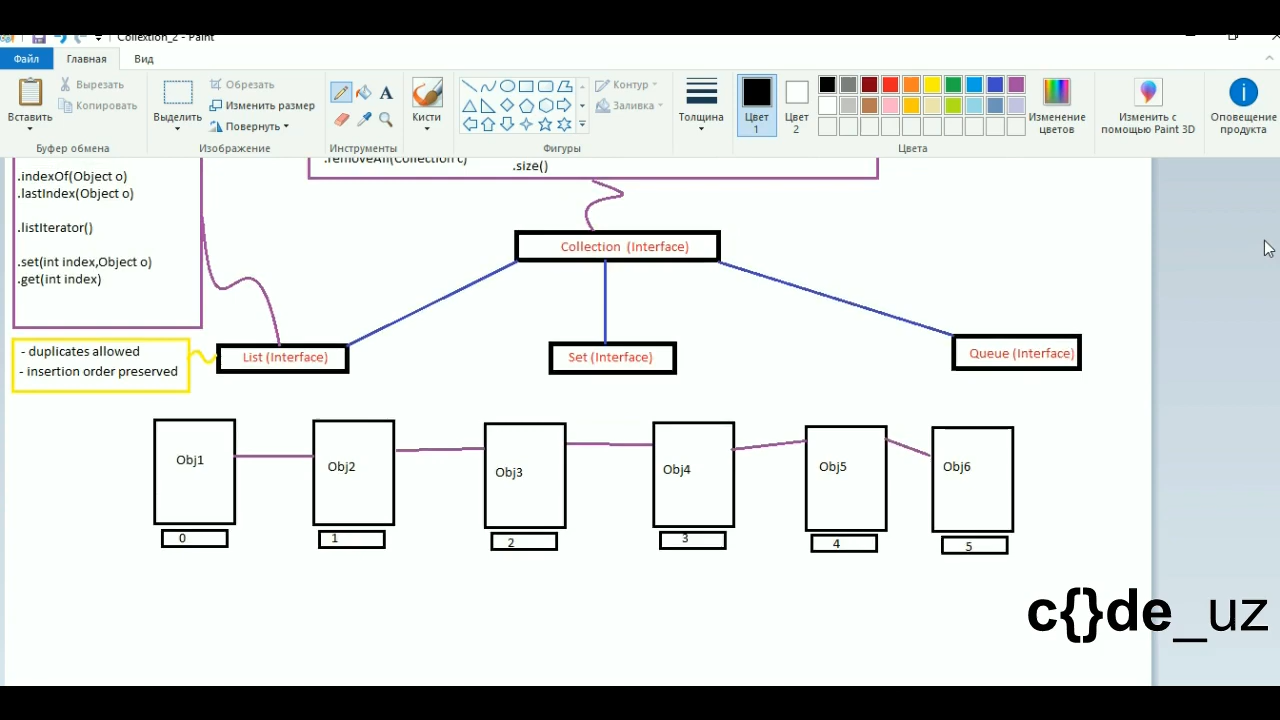 Collextion_2 - Paint
Файл Главная Вид
Вставить
Вырезать
Копировать
Буфер обмена
Выделить
Обрезать
Изменить размер
Повернуть
Изображение
A
Инструменты
Кисти
Контур
Заливка
Фигуры
Толщина
Цвет 1
Цвет 2
Цвета
Изменение цветов
Изменить с помощью Paint 3D
Оповещение продукта
.removeAll(Collection c)
.size()
.indexOf(Object o)
.lastIndex(Object o)
.listIterator()
.set(int index,Object o)
.get(int index)
Collection (Interface)
- duplicates allowed
- insertion order preserved
List (Interface)
Set (Interface)
Queue (Interface)
Obj1 Obj2 Obj3 Obj4 Obj5 Obj6
0 1 2 3 4 5
c{}de_uz